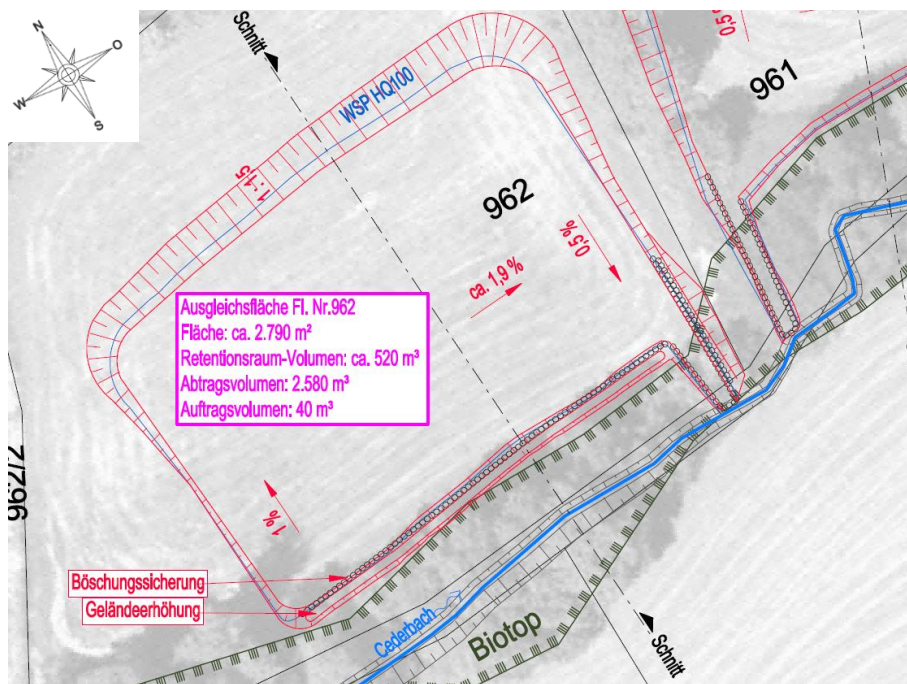 N
O
W
S
Schnitt
0,5 %
961
WSP HQ100
1:15
962
0,5 %
ca. 1,9 %
Ausgleichsfläche Fl. Nr.962
Fläche: ca. 2.790 m²
Retentionsraum-Volumen: ca. 520 m³
Abtragsvolumen: 2.580 m³
Auftragsvolumen: 40 m³
962/2
1 %
Böschungssicherung
Geländeerhöhung
Cederbach
Biotop
Schnitt